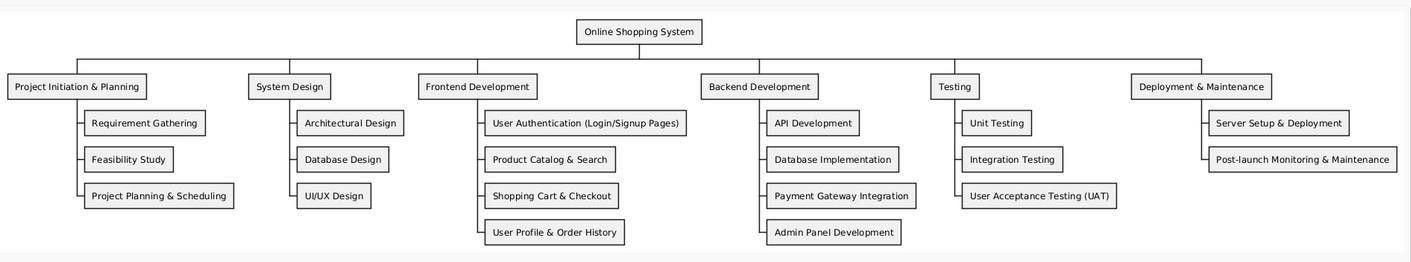 Online Shopping System
Project Initiation & Planning
Requirement Gathering
Feasibility Study
Project Planning & Scheduling
System Design
Architectural Design
Database Design
UI/UX Design
Frontend Development
User Authentication (Login/Signup Pages)
Product Catalog & Search
Shopping Cart & Checkout
User Profile & Order History
Backend Development
API Development
Database Implementation
Payment Gateway Integration
Admin Panel Development
Testing
Unit Testing
Integration Testing
User Acceptance Testing (UAT)
Deployment & Maintenance
Server Setup & Deployment
Post-launch Monitoring & Maintenance